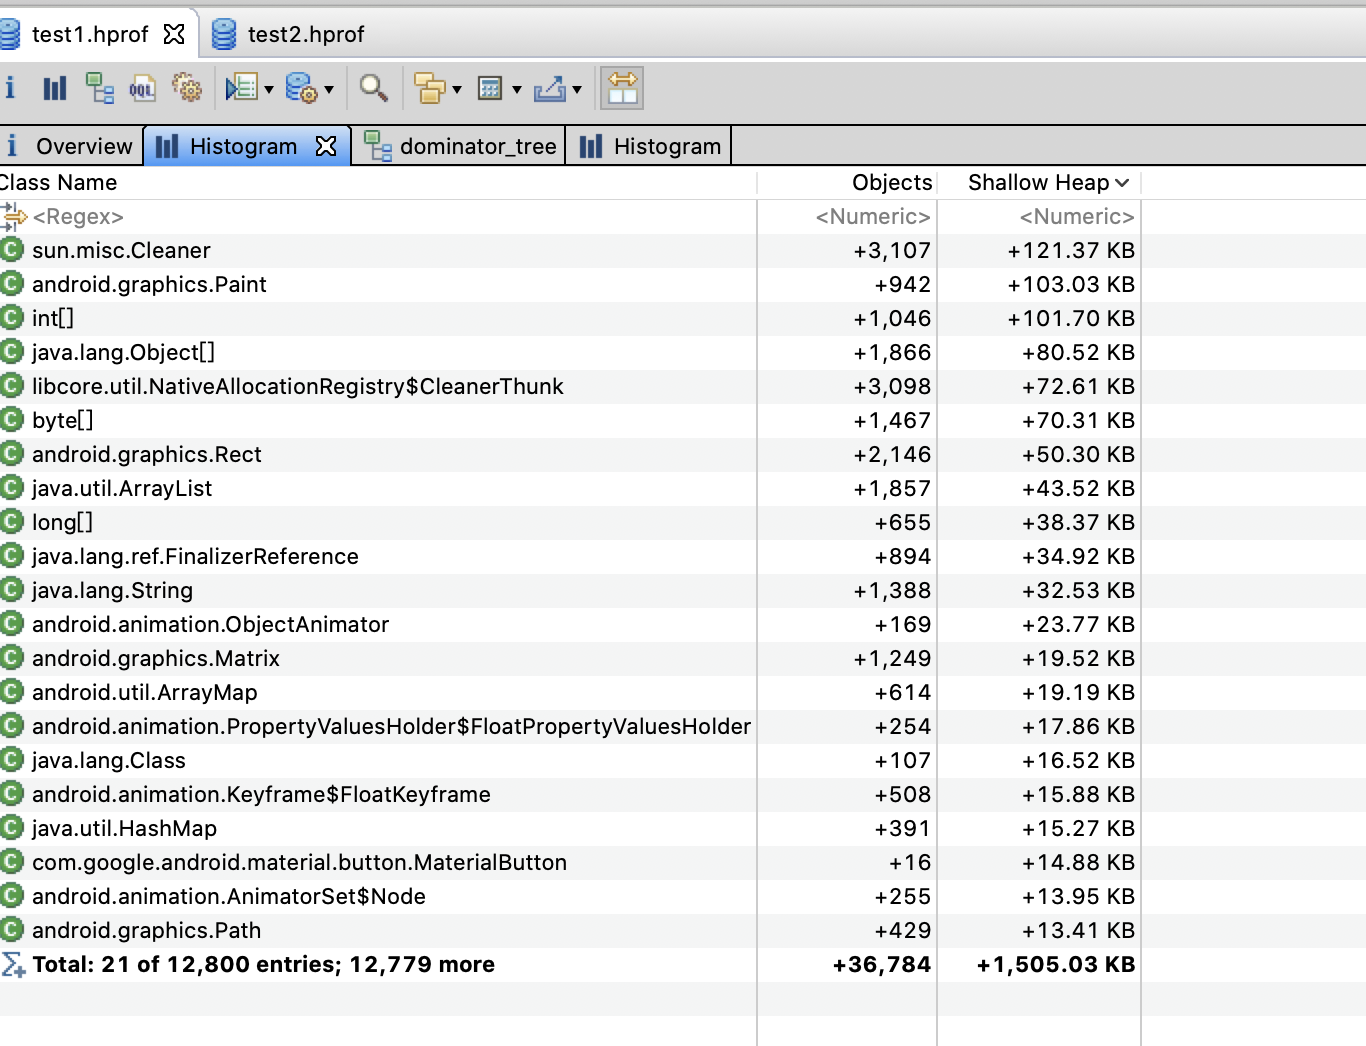 test1.hprof test2.hprof
i OQL
i Overview Histogram dominator_tree Histogram
Class Name Objects Shallow Heap
<Regex> <Numeric> <Numeric>
C sun.misc.Cleaner +3,107 +121.37 KB
C android.graphics.Paint +942 +103.03 KB
C int[] +1,046 +101.70 KB
C java.lang.Object[] +1,866 +80.52 KB
C libcore.util.NativeAllocationRegistry$CleanerThunk +3,098 +72.61 KB
C byte[] +1,467 +70.31 KB
C android.graphics.Rect +2,146 +50.30 KB
C java.util.ArrayList +1,857 +43.52 KB
C long[] +655 +38.37 KB
C java.lang.ref.FinalizerReference +894 +34.92 KB
C java.lang.String +1,388 +32.53 KB
C android.animation.ObjectAnimator +169 +23.77 KB
C android.graphics.Matrix +1,249 +19.52 KB
C android.util.ArrayMap +614 +19.19 KB
C android.animation.PropertyValuesHolder$FloatPropertyValuesHolder +254 +17.86 KB
C java.lang.Class +107 +16.52 KB
C android.animation.Keyframe$FloatKeyframe +508 +15.88 KB
C java.util.HashMap +391 +15.27 KB
C com.google.android.material.button.MaterialButton +16 +14.88 KB
C android.animation.AnimatorSet$Node +255 +13.95 KB
C android.graphics.Path +429 +13.41 KB
Total: 21 of 12,800 entries; 12,779 more +36,784 +1,505.03 KB